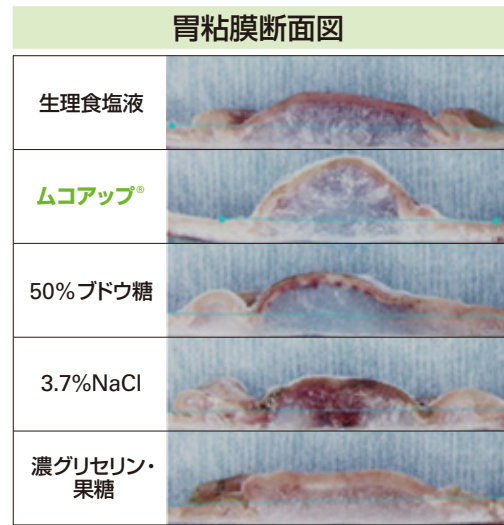 胃粘膜断面図
生理食塩液
ムコアップ®
50%ブドウ糖
3.7%NaCl
濃グリセリン・
果糖